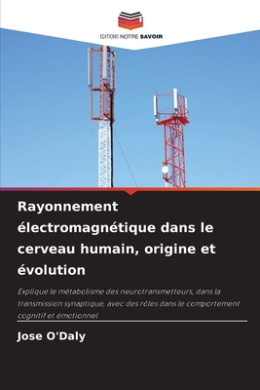 EDITIONS NOTRE SAVOIR
Rayonnement
électromagnétique dans le
cerveau humain, origine et
évolution
Explique le métabolisme des neurotransmetteurs, dans la
transmission synaptique, avec des rôles dans le comportement
cognitif et émotionnel
Jose O'Daly